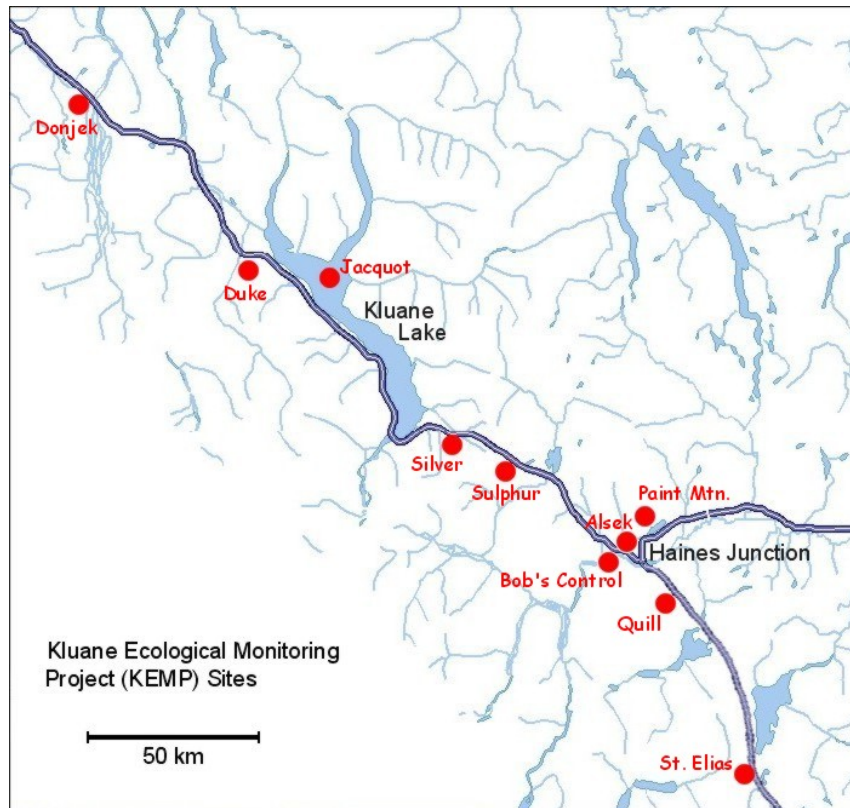 Donjek
Jacquot
Duke
Kluane
Lake
Silver
Sulphur
Paint Mtn.
Alsek
Haines Junction
Bob's Control
Quill
Kluane Ecological Monitoring
Project (KEMP) Sites
50 km
St. Elias